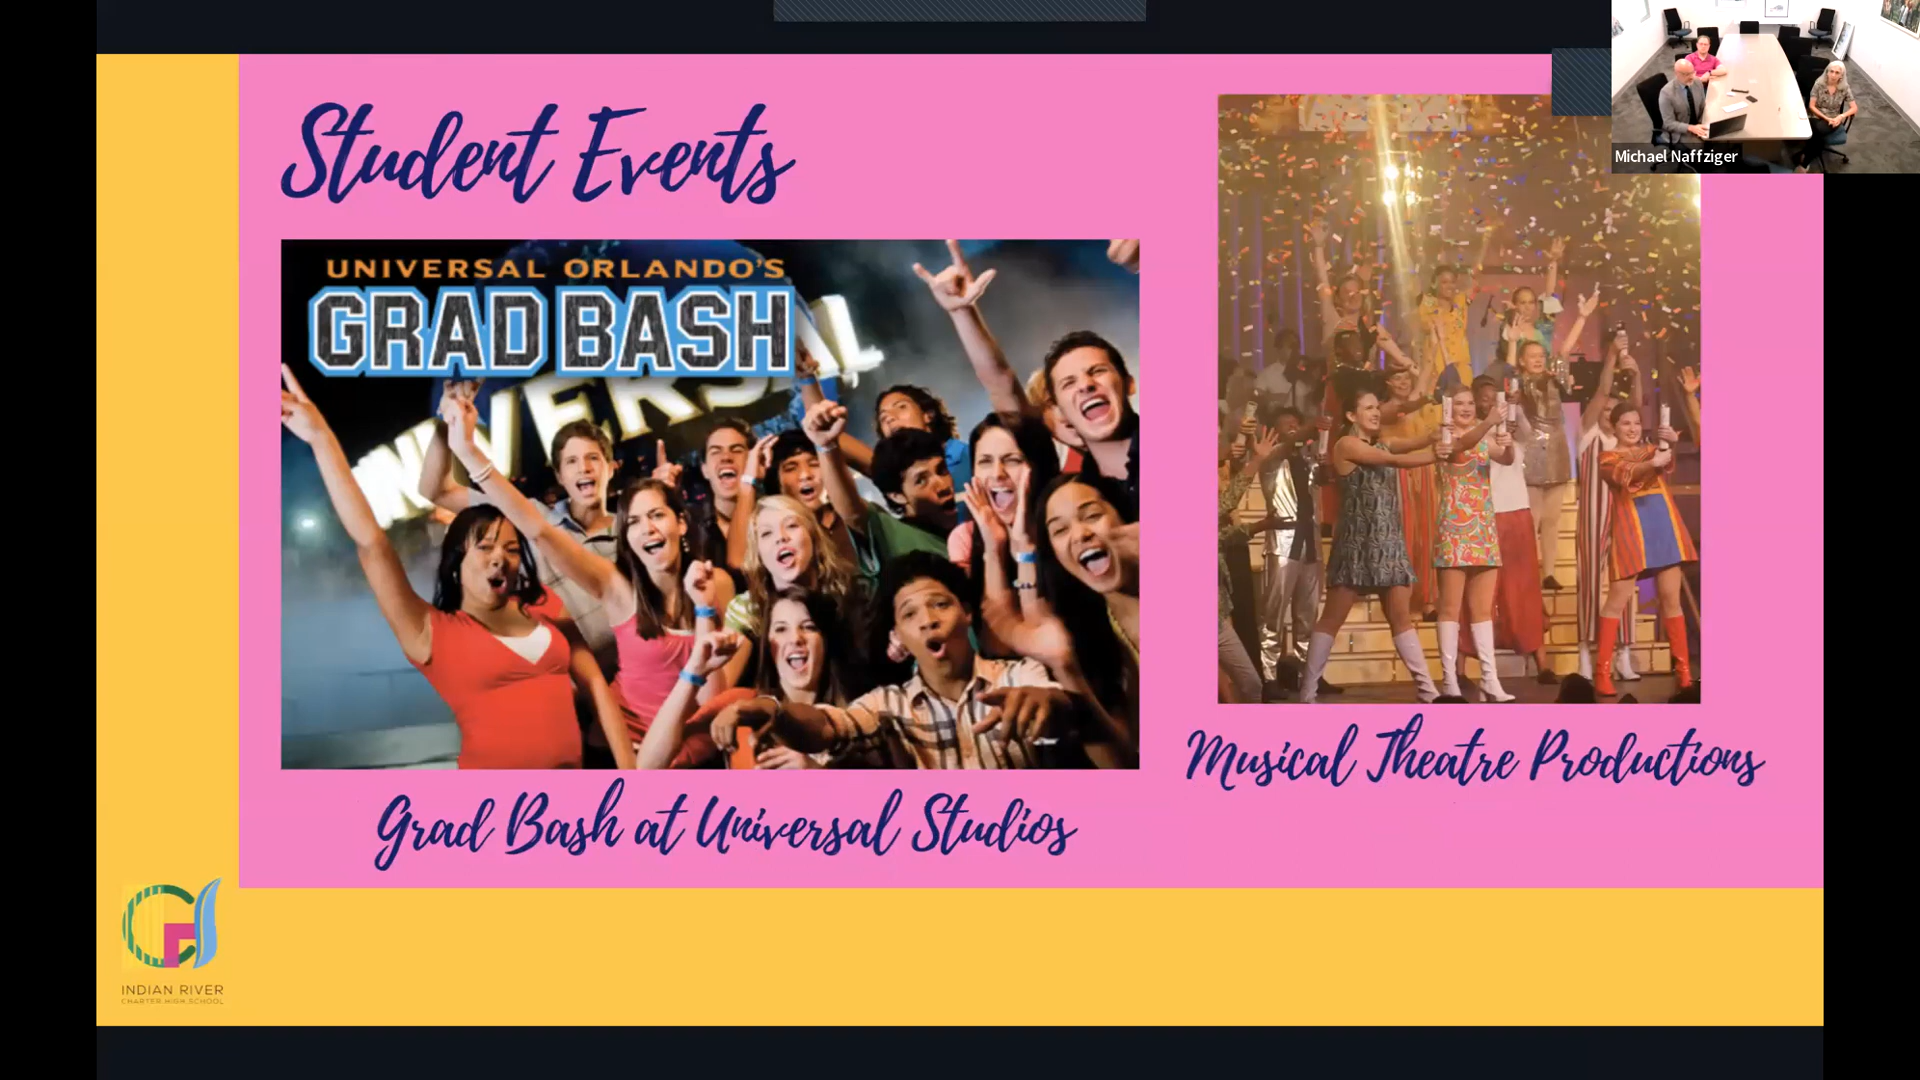 Student Events
UNIVERSAL ORLANDO'S
GRAD BASH
UNIVERSAL
Grad Bash at Universal Studios
Musical Theatre Productions
Michael Naffziger
INDIAN RIVER
CHARTER HIGH SCHOOL